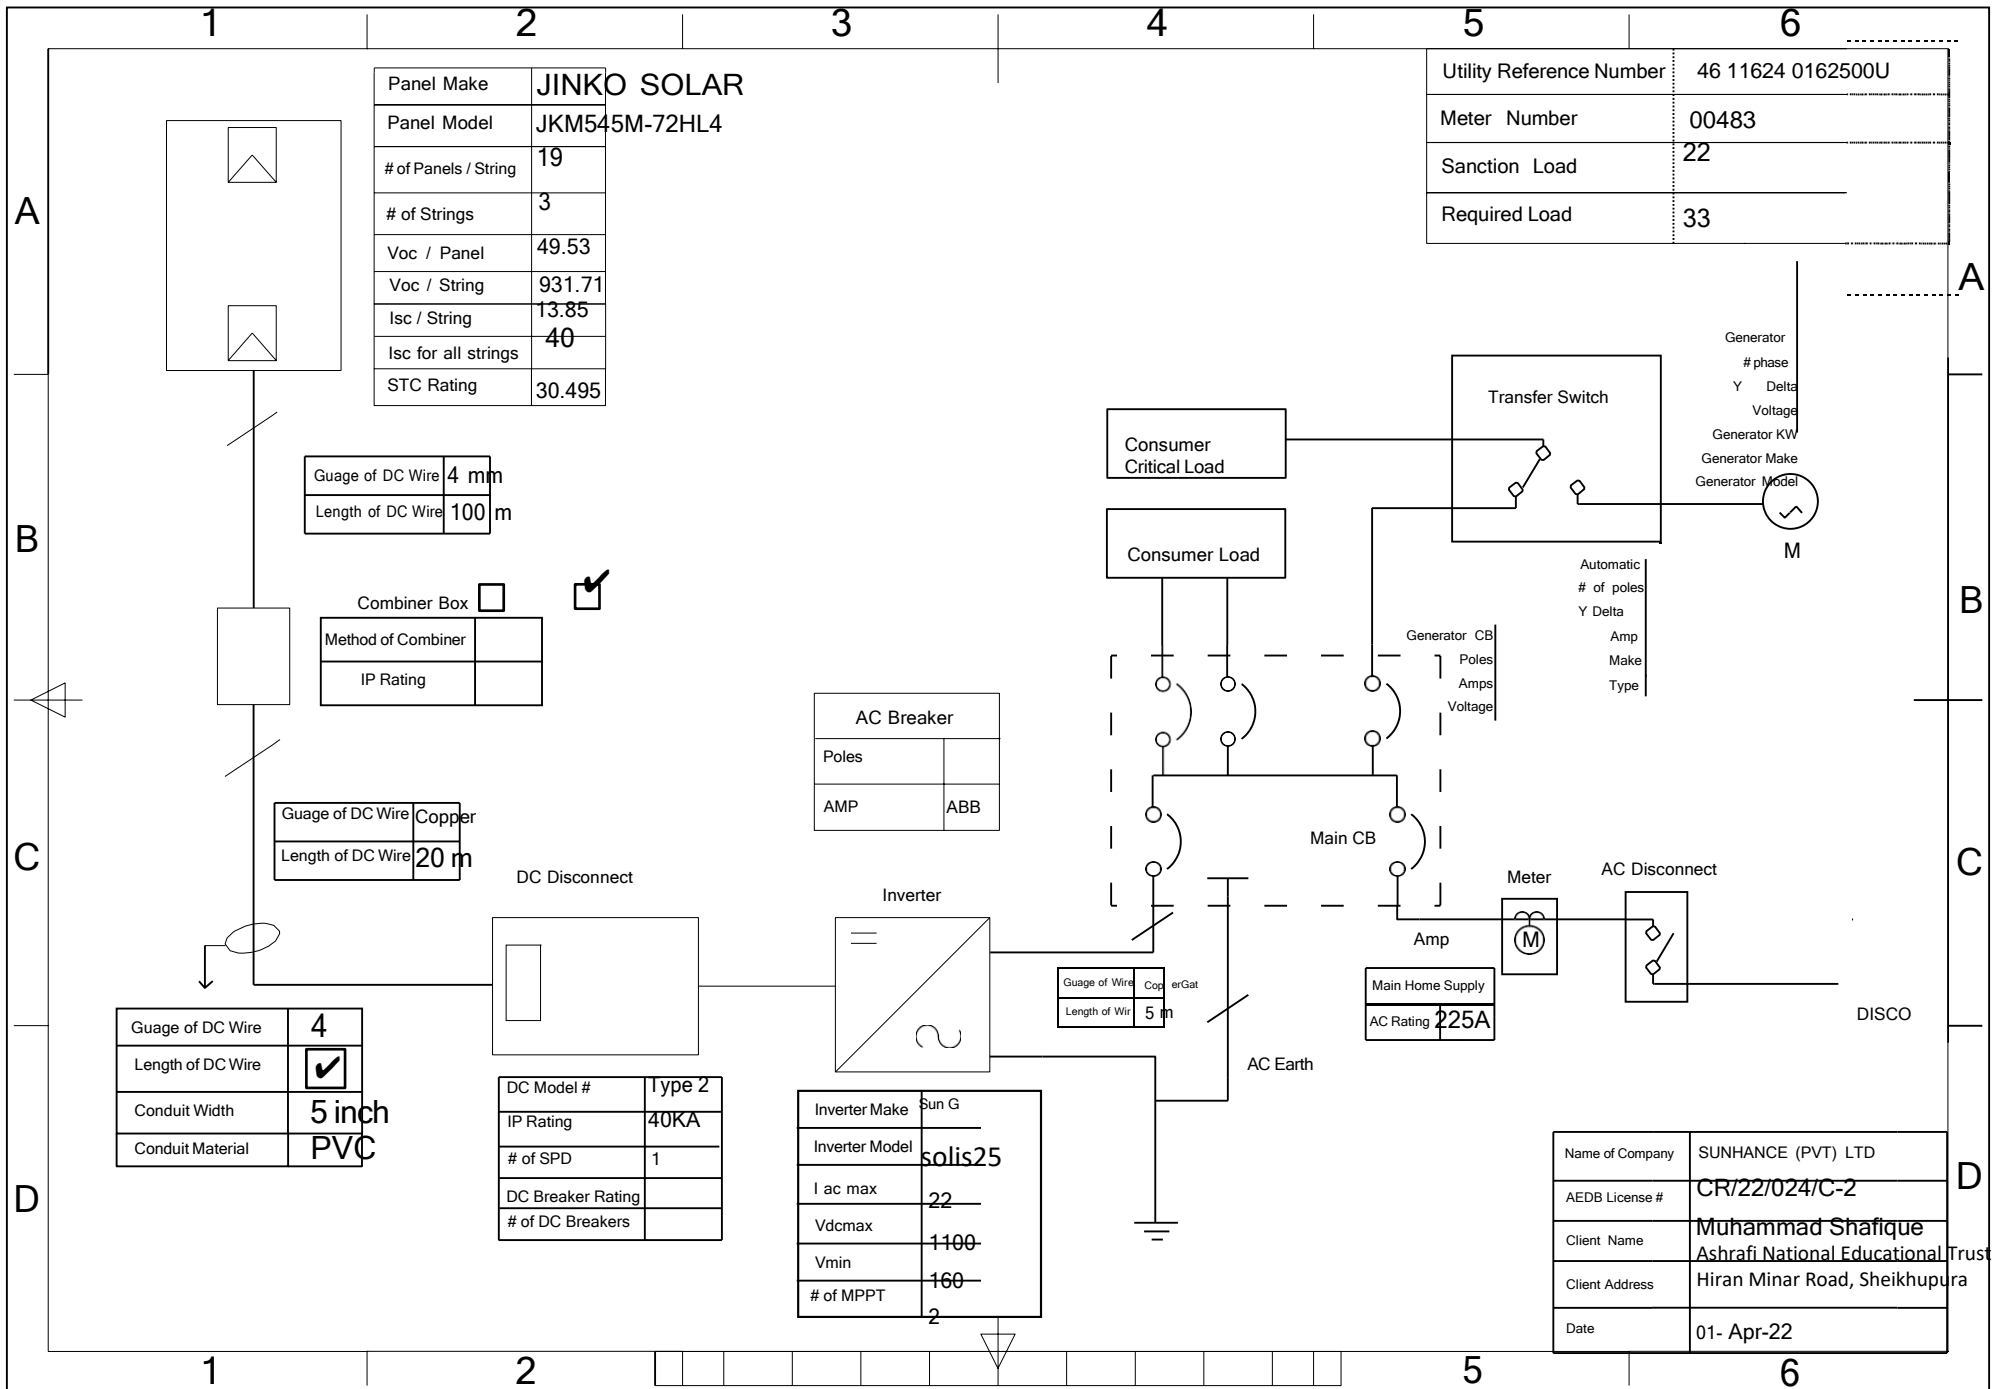 1 2 3 4 5 6
Panel Make JINKO SOLAR
Panel Model JKM545M-72HL4
# of Panels / String 19
# of Strings 3
Voc / Panel 49.53
Voc / String 931.71
Isc / String 13.85
Isc for all strings 40
STC Rating 30.495
Utility Reference Number 46 11624 0162500U
Meter Number 00483
Sanction Load 22
Required Load 33
A
A
Generator
# phase
Y Delta
Voltage
Generator KW
Generator Make
Generator Model
M
Transfer Switch
Consumer
Critical Load
Consumer Load
Guage of DC Wire 4 mm
Length of DC Wire 100 m
B
B
Combiner Box
Method of Combiner
IP Rating
Automatic
# of poles
Y Delta
Amp
Make
Type
Generator CB
Poles
Amps
Voltage
AC Breaker
Poles
AMP ABB
Guage of DC Wire Copper
Length of DC Wire 20 m
C
C
Main CB
DC Disconnect
Inverter
Meter
M
AC Disconnect
Amp
Guage of Wire Cop erGat
Length of Wir 5 m
Main Home Supply
AC Rating 225A
DISCO
AC Earth
Guage of DC Wire 4
Length of DC Wire ✔
Conduit Width 5 inch
Conduit Material PVC
DC Model # Type 2
IP Rating 40KA
# of SPD 1
DC Breaker Rating
# of DC Breakers
Inverter Make Sun G
Inverter Model solis25
I ac max 22
Vdcmax 1100
Vmin 160
# of MPPT 2
D
D
Name of Company SUNHANCE (PVT) LTD
AEDB License # CR/22/024/C-2
Client Name Muhammad Shafique
Ashrafi National Educational Trust
Client Address Hiran Minar Road, Sheikhupura
Date 01- Apr-22
1 2 5 6